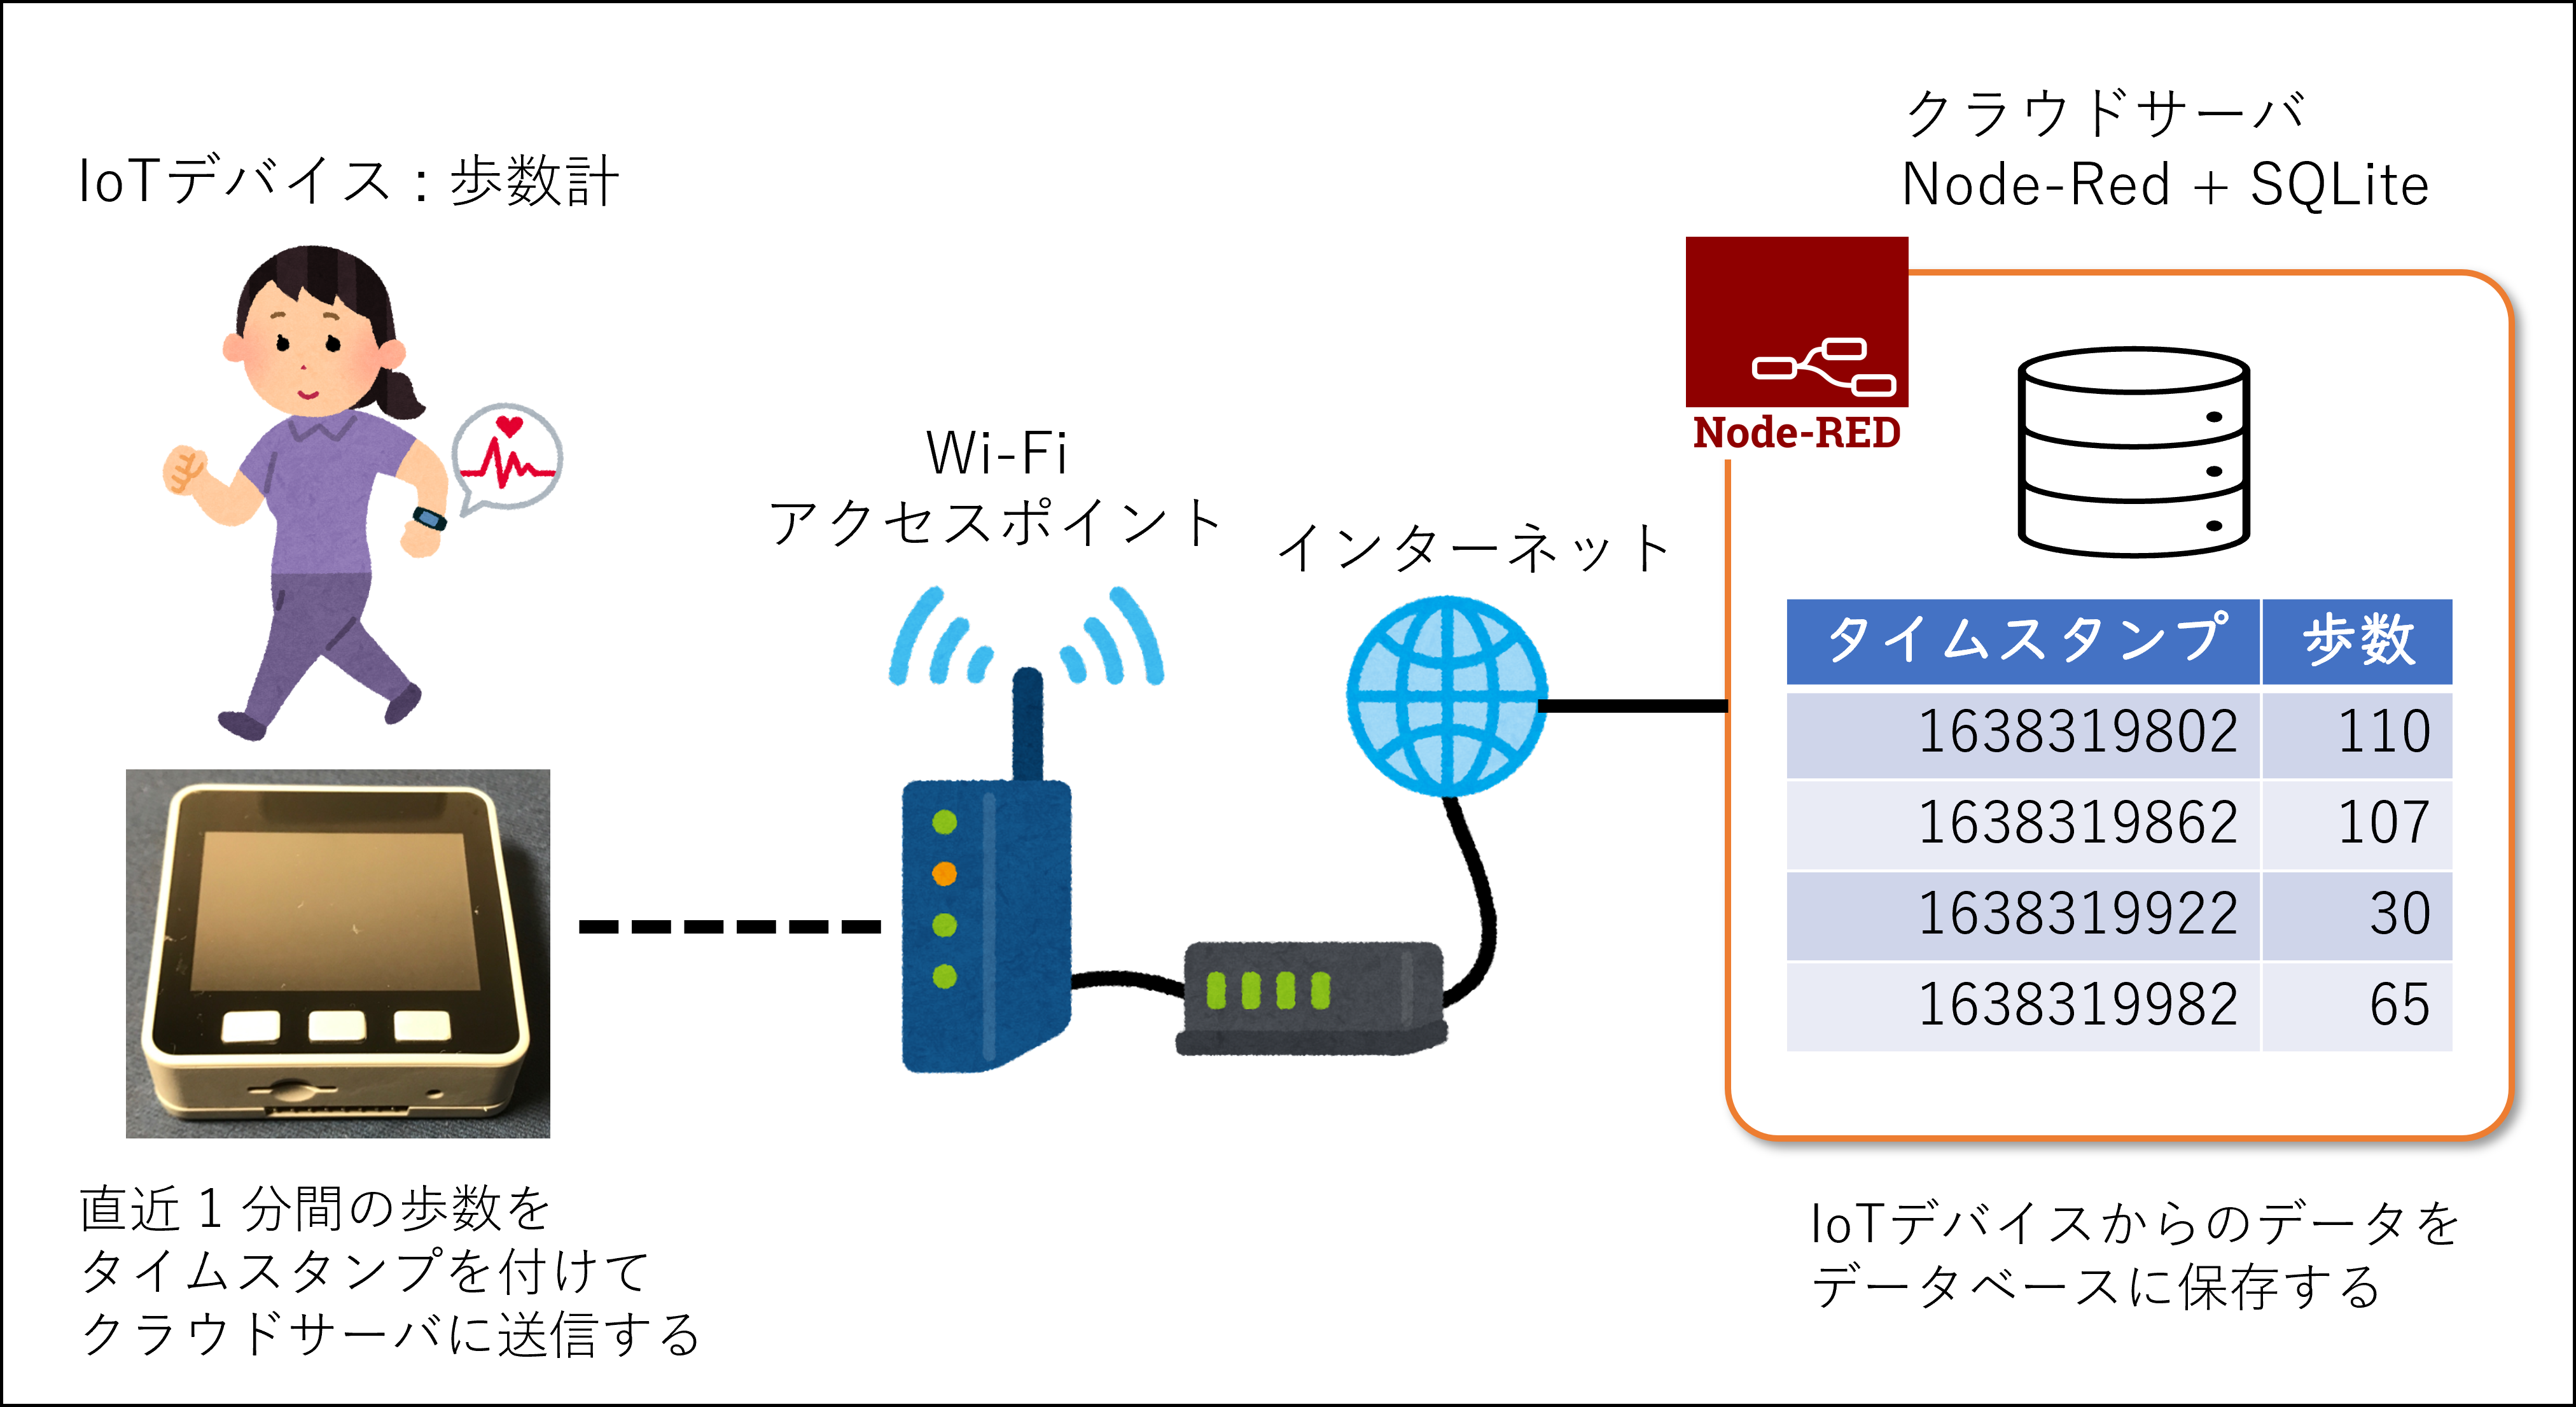 IoTデバイス：歩数計
Wi-Fi
アクセスポイント
インターネット
クラウドサーバ
Node-Red + SQLite
Node-RED
タイムスタンプ 歩数
1638319802 110
1638319862 107
1638319922 30
1638319982 65
直近１分間の歩数を
タイムスタンプを付けて
クラウドサーバに送信する
IoTデバイスからのデータを
データベースに保存する